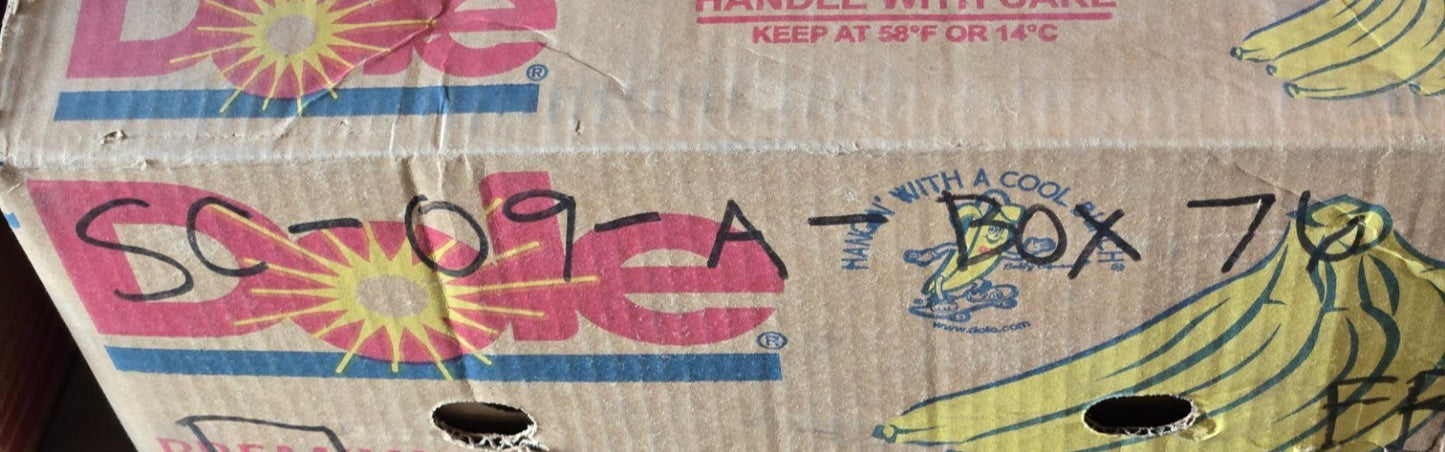 Dole®
HANDLE WITH CARE
KEEP AT 58°F OR 14°C
Dole®
HANGIN' WITH A COOL BUNCH®
www.dole.com
SC-09-A- BOX 76